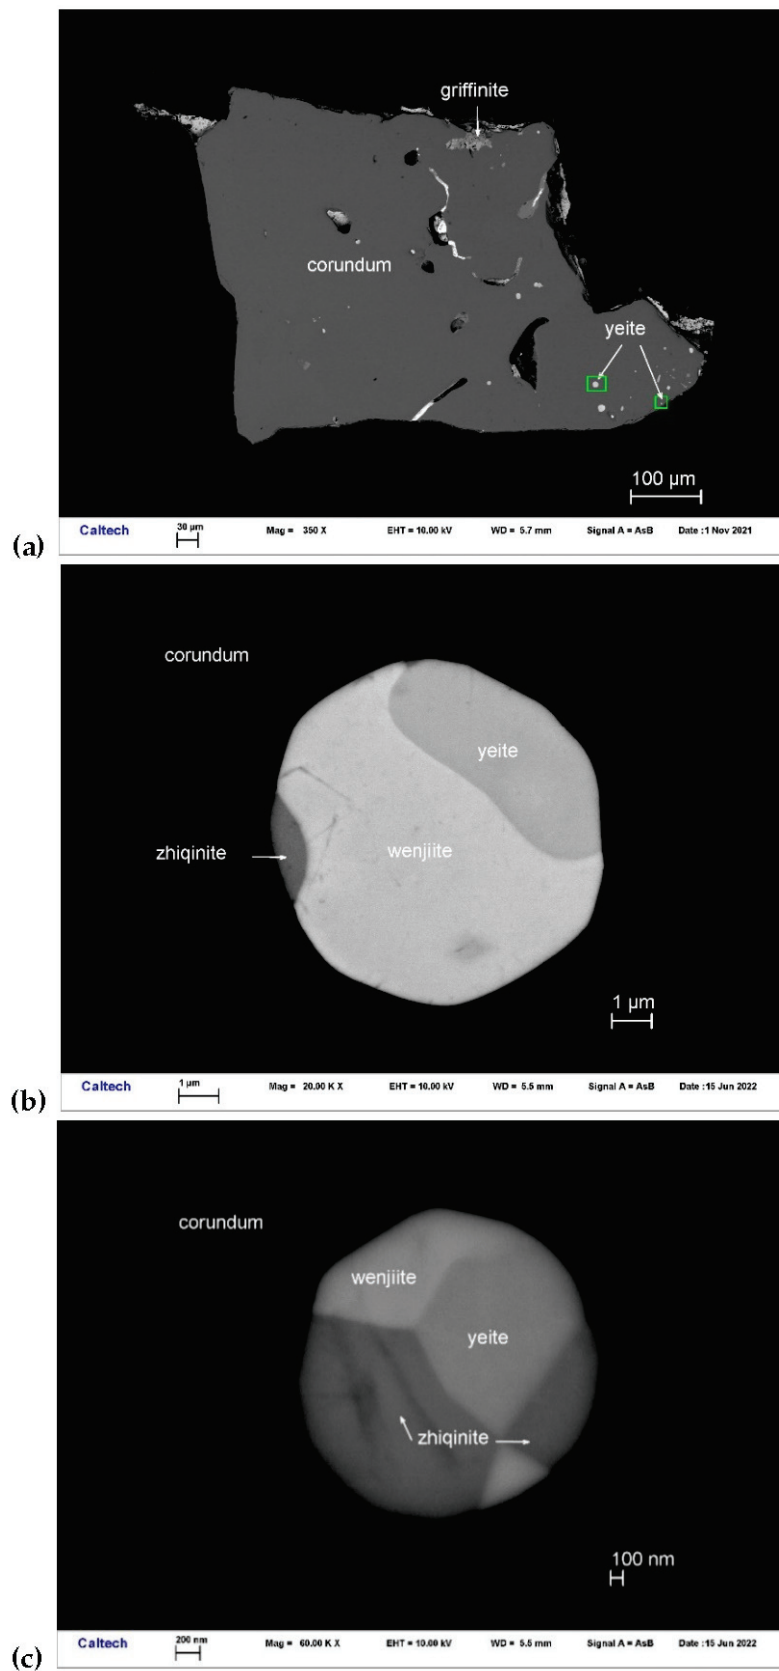 griffinite
corundum
yeite
100 µm
(a)
Caltech 30 µm Mag = 350 X EHT = 10.00 kV WD = 5.7 mm Signal A = AsB Date :1 Nov 2021
corundum
yeite
zhiqinite
wenjiite
1 µm
(b)
Caltech 1 µm Mag = 20.00 K X EHT = 10.00 kV WD = 5.5 mm Signal A = AsB Date :15 Jun 2022
corundum
wenjiite
yeite
zhiqinite
100 nm
(c)
Caltech 200 nm Mag = 60.00 K X EHT = 10.00 kV WD = 5.5 mm Signal A = AsB Date :15 Jun 2022